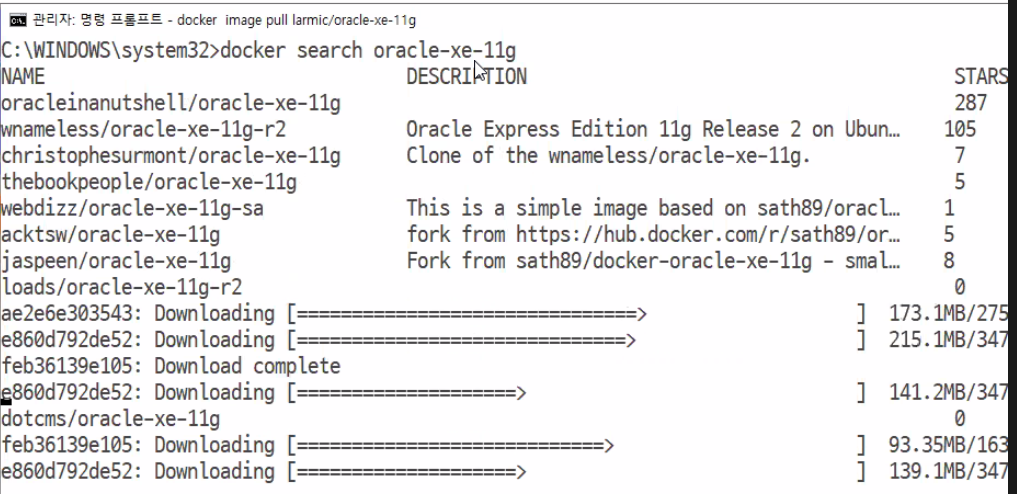 관리자: 명령 프롬프트 - docker image pull larmic/oracle-xe-11g
C:\WINDOWS\system32>docker search oracle-xe-11g
NAME DESCRIPTION STARS
oracleinanutshell/oracle-xe-11g 287
wnameless/oracle-xe-11g-r2 Oracle Express Edition 11g Release 2 on Ubun… 105
christophesurmont/oracle-xe-11g Clone of the wnameless/oracle-xe-11g. 7
thebookpeople/oracle-xe-11g 5
webdizz/oracle-xe-11g-sa This is a simple image based on sath89/oracl… 1
acktsw/oracle-xe-11g fork from https://hub.docker.com/r/sath89/or… 5
jaspeen/oracle-xe-11g Fork from sath89/docker-oracle-xe-11g - smal… 8
loads/oracle-xe-11g-r2 0
ae2e6e303543: Downloading [===============================> ] 173.1MB/275
e860d792de52: Downloading [==============================> ] 215.1MB/347
feb36139e105: Download complete
e860d792de52: Downloading [====================> ] 141.2MB/347
dotcms/oracle-xe-11g 0
feb36139e105: Downloading [============================> ] 93.35MB/163
e860d792de52: Downloading [====================> ] 139.1MB/347